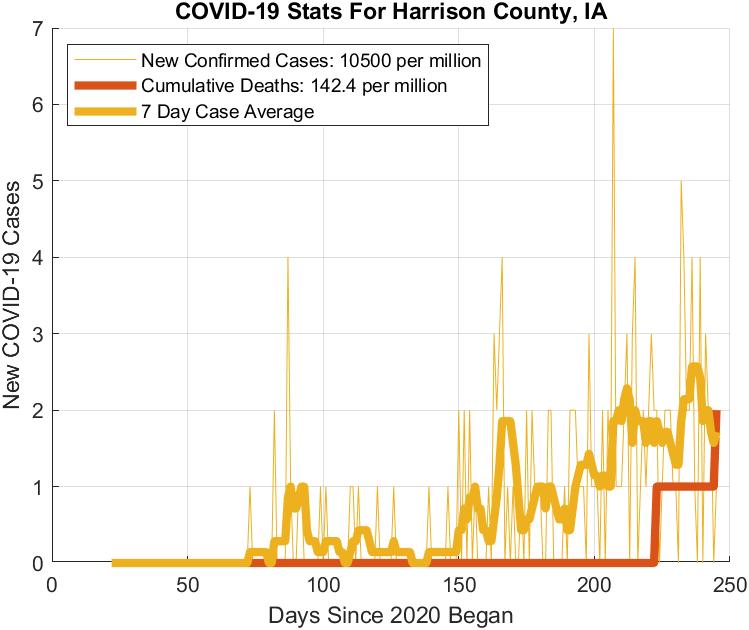 COVID-19 Stats For Harrison County, IA
New Confirmed Cases: 10500 per million
Cumulative Deaths: 142.4 per million
7 Day Case Average
New COVID-19 Cases
7
6
5
4
3
2
1
0
0 50 100 150 200 250
Days Since 2020 Began